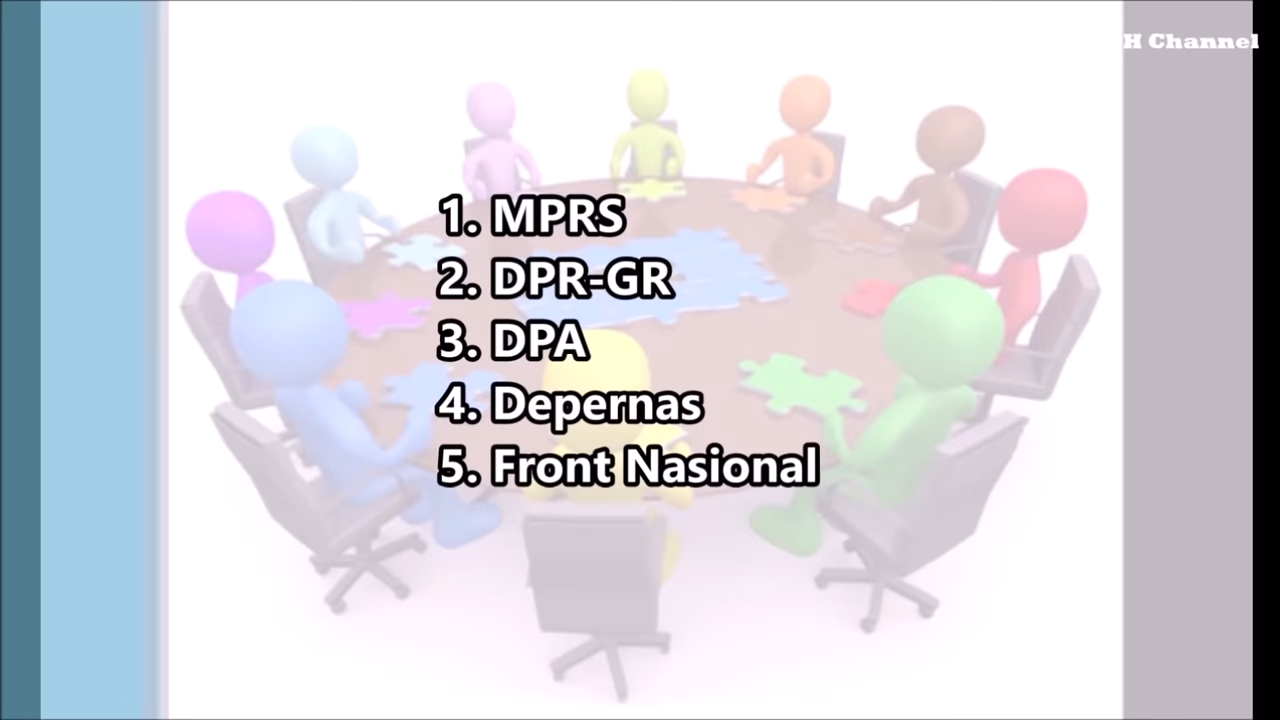 H Channel
1. MPRS
2. DPR-GR
3. DPA
4. Depernas
5. Front Nasional